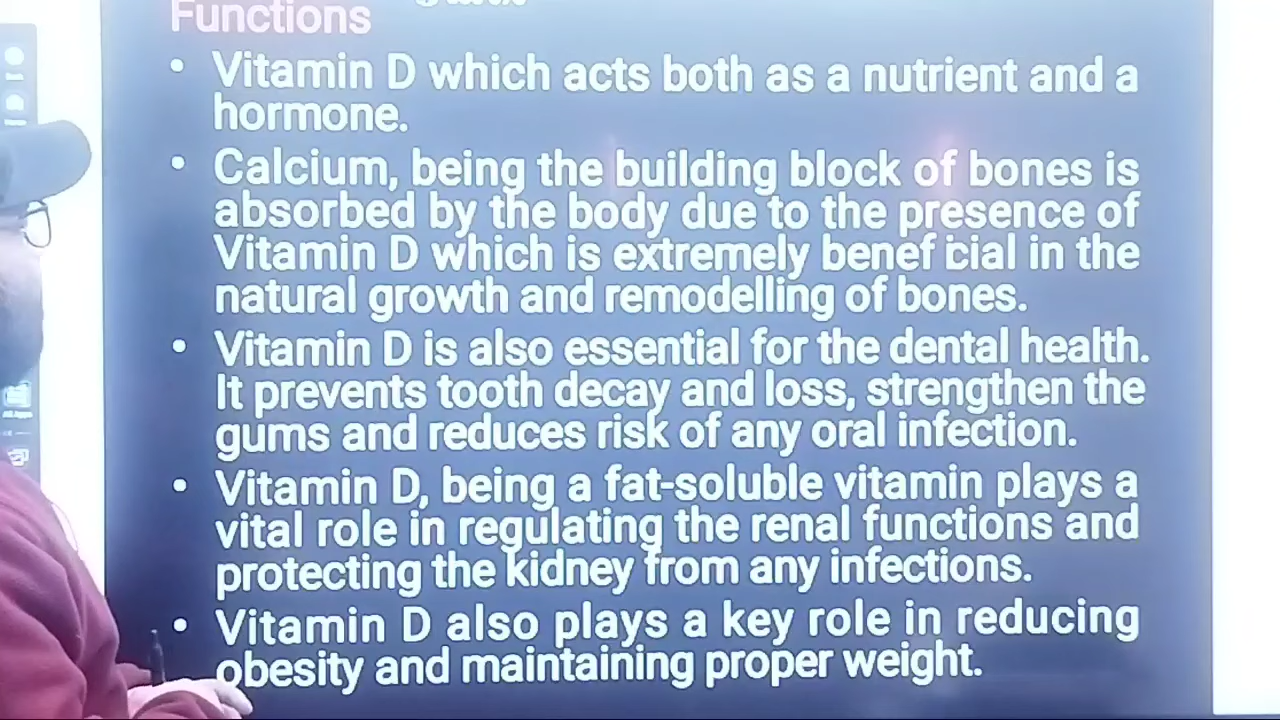 Functions
• Vitamin D which acts both as a nutrient and a
hormone.
• Calcium, being the building block of bones is
absorbed by the body due to the presence of
Vitamin D which is extremely benef cial in the
natural growth and remodelling of bones.
• Vitamin D is also essential for the dental health.
It prevents tooth decay and loss, strengthen the
gums and reduces risk of any oral infection.
• Vitamin D, being a fat-soluble vitamin plays a
vital role in regulating the renal functions and
protecting the kidney from any infections.
• Vitamin D also plays a key role in reducing
obesity and maintaining proper weight.